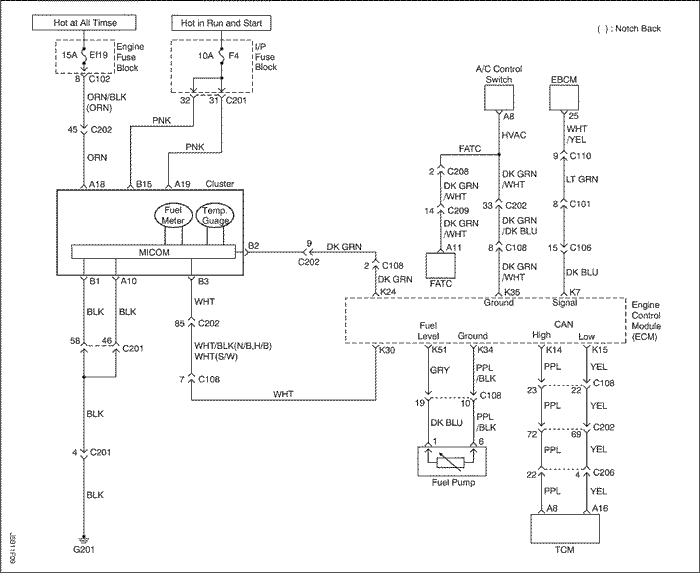 Hot at All Timse
Hot in Run and Start
( ) : Notch Back
15A Ef19
Engine
Fuse
Block
10A F4
I/P
Fuse
Block
8 C102
32 31 C201
ORN/BLK
(ORN)
45 C202
ORN
PNK
PNK
A/C Control
Switch
EBCM
A8
25
HVAC
WHT
/YEL
FATC
9 C110
2 C208
DK GRN
/WHT
DK GRN
/WHT
LT GRN
14 C209
33 C202
8 C101
DK GRN
/WHT
DK GRN
/DK BLU
A11
8 C108
15 C106
FATC
DK GRN
/WHT
DK BLU
A18 B15 A19 Cluster
Fuel
Meter
Temp.
Guage
MICOM
B2
9
C202
DK GRN
2 C108
DK GRN
K24
K35
K7
B1 A10 B3
BLK
BLK
WHT
85 C202
WHT/BLK(N/B,H/B)
WHT(S/W)
58 46 C201
7 C108
WHT
BLK
4 C201
BLK
G201
Ground
Signal
Engine
Control
Module
(ECM)
Fuel
Level
Ground
CAN
High
Low
K30 K51 K34 K14 K15
GRY
PPL
/BLK
PPL
YEL
19 10 C108
23 22 C108
DK BLU
PPL
/BLK
PPL
YEL
72 69 C202
1 6
PPL
YEL
Fuel Pump
22 4 C206
PPL
YEL
A8 A16
TCM
JSB11F09